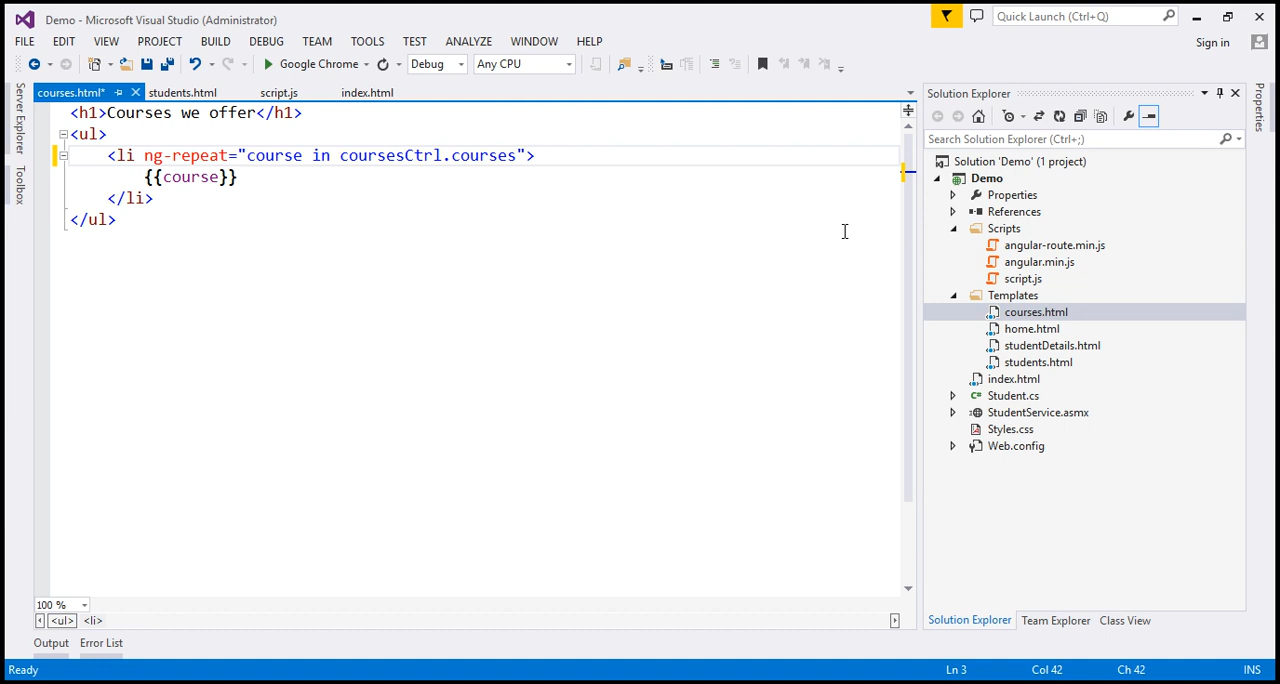 Demo - Microsoft Visual Studio (Administrator)
Quick Launch (Ctrl+Q)
FILE EDIT VIEW PROJECT BUILD DEBUG TEAM TOOLS TEST ANALYZE WINDOW HELP
Sign in
Google Chrome Debug Any CPU
courses.html* students.html script.js index.html
<h1>Courses we offer</h1>
<ul>
<li ng-repeat="course in coursesCtrl.courses">
{{course}}
</li>
</ul>
Server Explorer
Toolbox
Solution Explorer
Search Solution Explorer (Ctrl+;)
Solution 'Demo' (1 project)
Demo
Properties
References
Scripts
angular-route.min.js
angular.min.js
script.js
Templates
courses.html
home.html
studentDetails.html
students.html
index.html
Student.cs
StudentService.asmx
Styles.css
Web.config
Properties
100 %
<ul> <li>
Solution Explorer Team Explorer Class View
Output Error List
Ready Ln 3 Col 42 Ch 42 INS